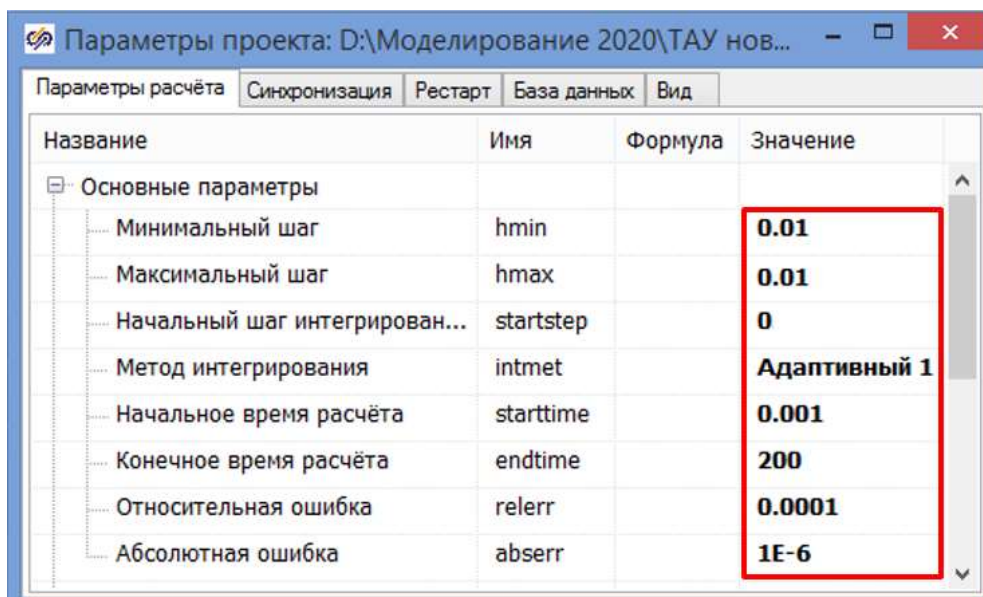 Параметры проекта: D:\Моделирование 2020\ТАУ нов...
Параметры расчёта Синхронизация Рестарт База данных Вид
Название Имя Формула Значение
Основные параметры
Минимальный шаг hmin 0.01
Максимальный шаг hmax 0.01
Начальный шаг интегрирован... startstep 0
Метод интегрирования intmet Адаптивный 1
Начальное время расчёта starttime 0.001
Конечное время расчёта endtime 200
Относительная ошибка relerr 0.0001
Абсолютная ошибка abserr 1E-6